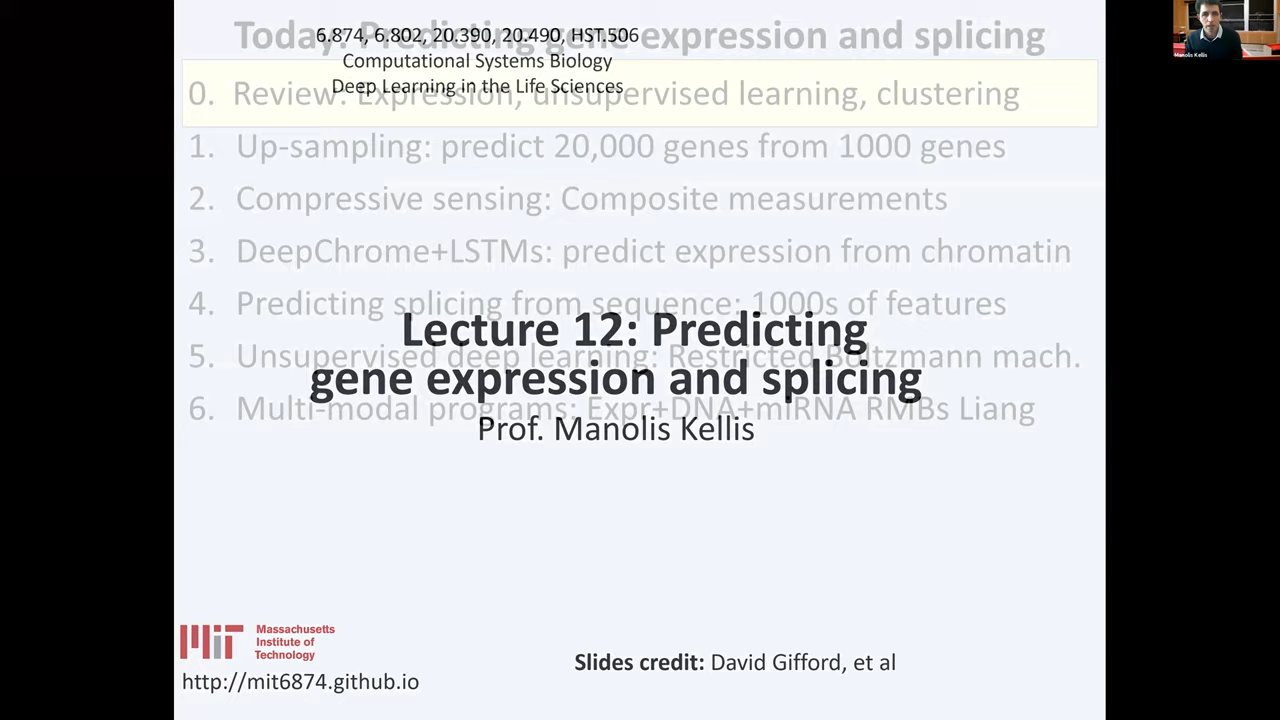 Today: Predicting gene expression and splicing
6.874, 6.802, 20.390, 20.490, HST.506
Computational Systems Biology
Deep Learning in the Life Sciences
0. Review: Expression, unsupervised learning, clustering
1. Up-sampling: predict 20,000 genes from 1000 genes
2. Compressive sensing: Composite measurements
3. DeepChrome+LSTMs: predict expression from chromatin
4. Predicting splicing from sequence: 1000s of features
Lecture 12: Predicting
5. Unsupervised deep learning: Restricted Boltzmann mach.
gene expression and splicing
6. Multi-modal programs: Expr+DNA+miRNA RMBs Liang
Prof. Manolis Kellis
MIT Massachusetts
Institute of
Technology
Slides credit: David Gifford, et al
http://mit6874.github.io
Manolis Kellis